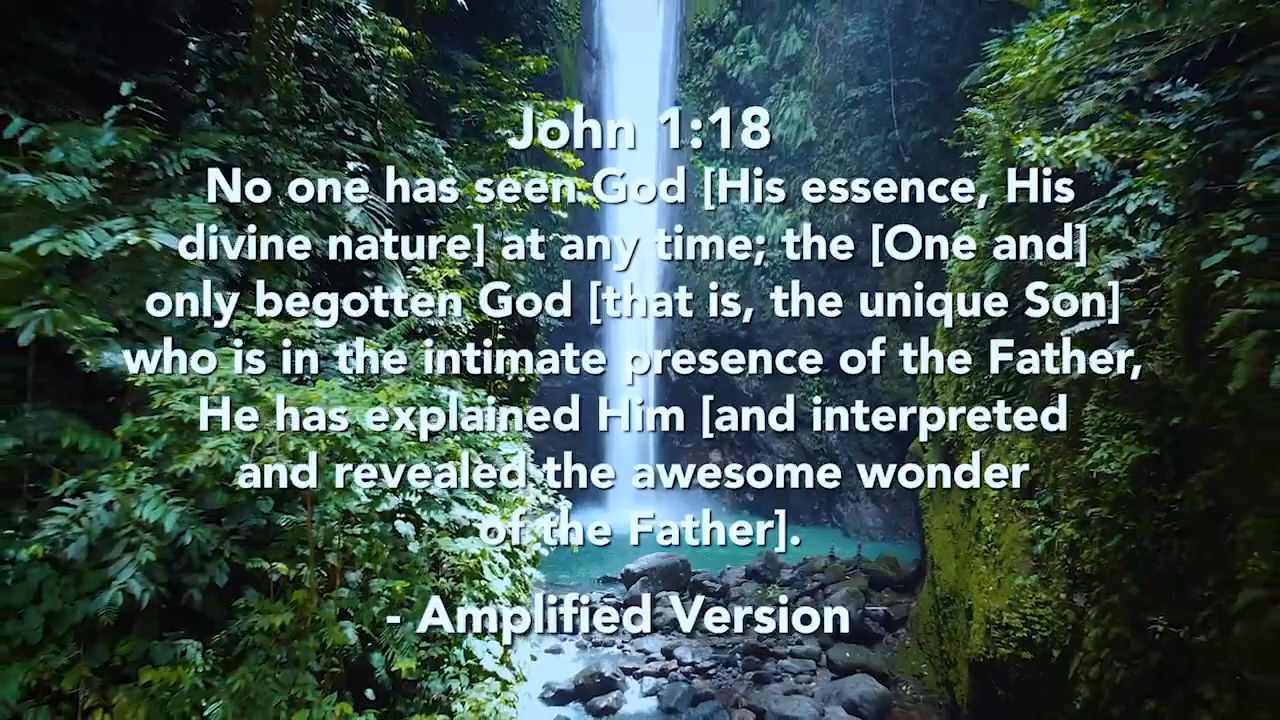 John 1:18
No one has seen God [His essence, His
divine nature] at any time; the [One and]
only begotten God [that is, the unique Son]
who is in the intimate presence of the Father,
He has explained Him [and interpreted
and revealed the awesome wonder
of the Father].
- Amplified Version